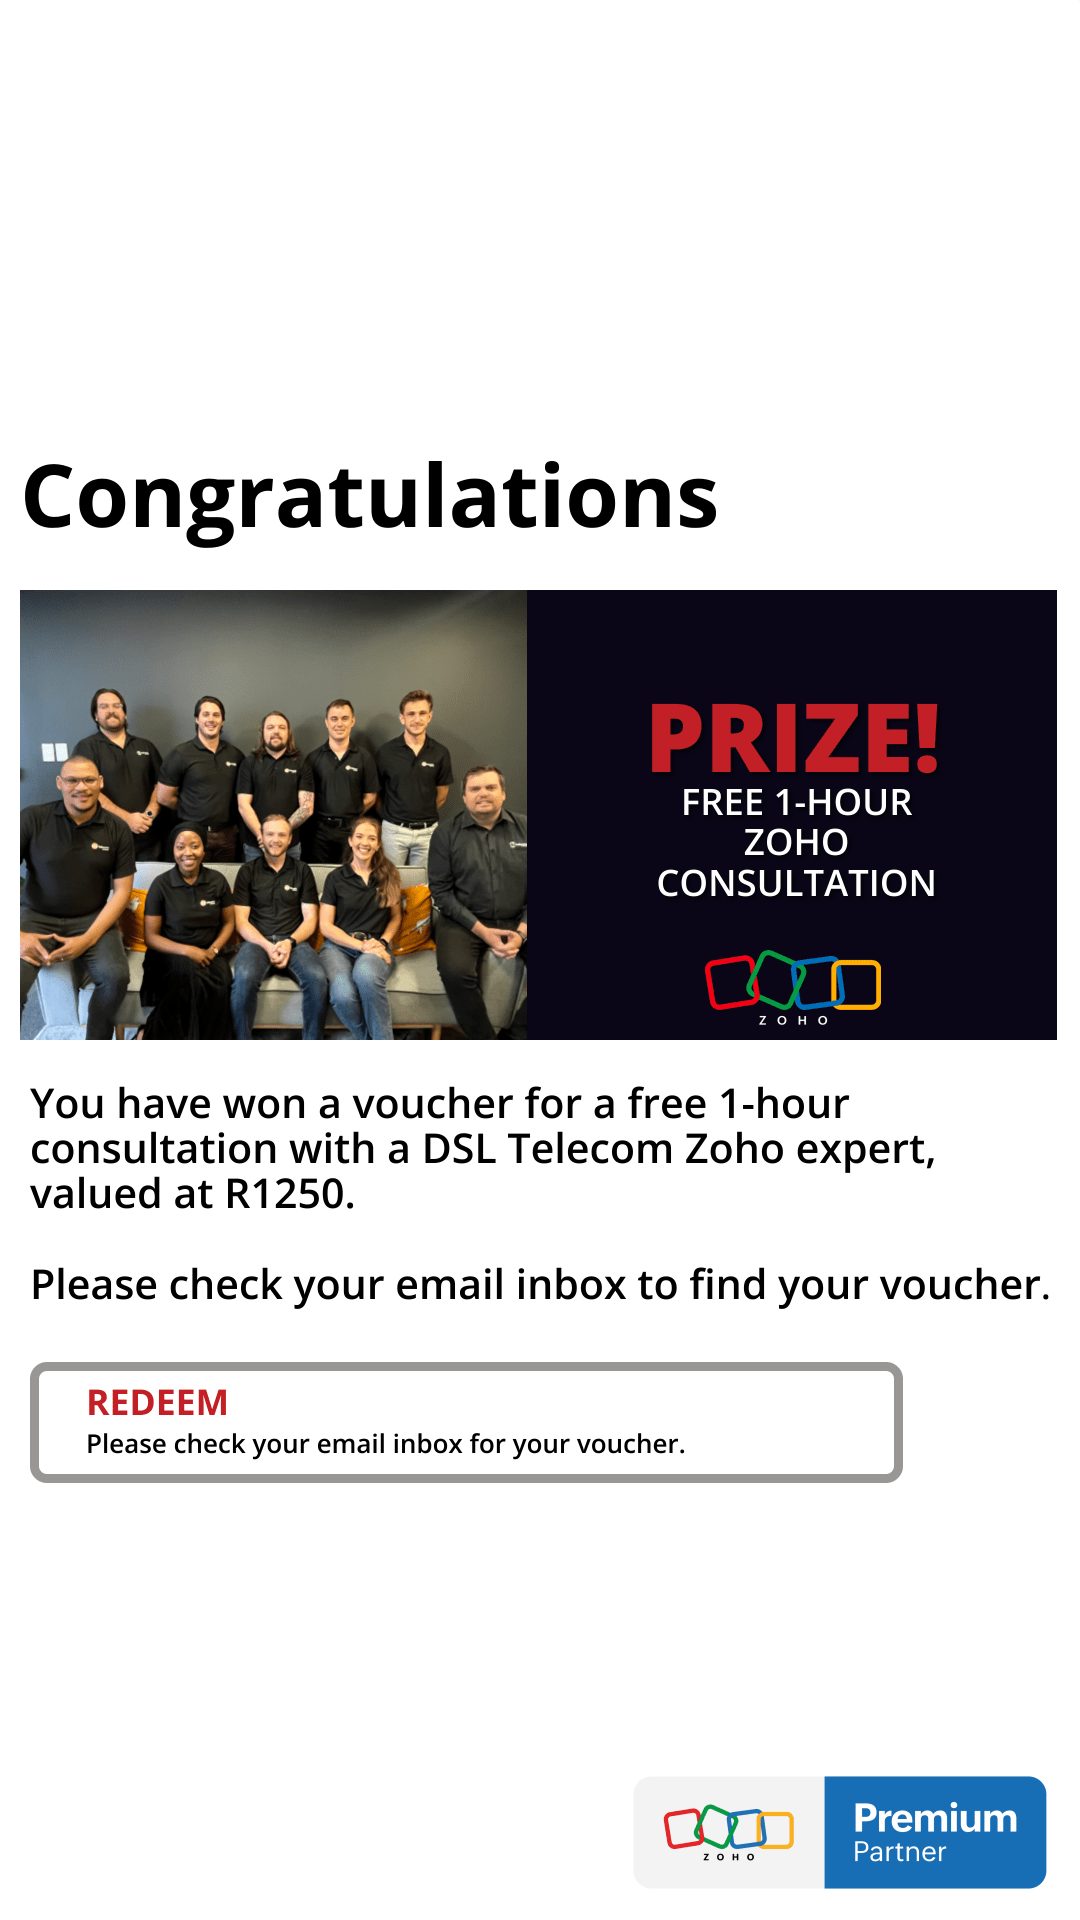 Congratulations
PRIZE!
FREE 1-HOUR
ZOHO
CONSULTATION
ZOHO
You have won a voucher for a free 1-hour
consultation with a DSL Telecom Zoho expert,
valued at R1250.
Please check your email inbox to find your voucher.
REDEEM
Please check your email inbox for your voucher.
ZOHO
Premium
Partner